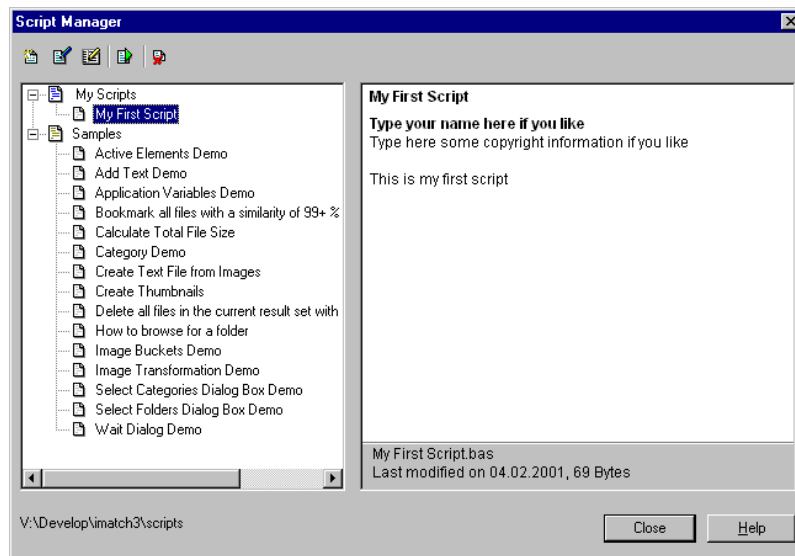 Script Manager
My Scripts
My First Script
Samples
Active Elements Demo
Add Text Demo
Application Variables Demo
Bookmark all files with a similarity of 99+ %
Calculate Total File Size
Category Demo
Create Text File from Images
Create Thumbnails
Delete all files in the current result set with
How to browse for a folder
Image Buckets Demo
Image Transformation Demo
Select Categories Dialog Box Demo
Select Folders Dialog Box Demo
Wait Dialog Demo
My First Script
Type your name here if you like
Type here some copyright information if you like
This is my first script
My First Script.bas
Last modified on 04.02.2001, 69 Bytes
V:\Develop\imatch3\scripts
Close
Help